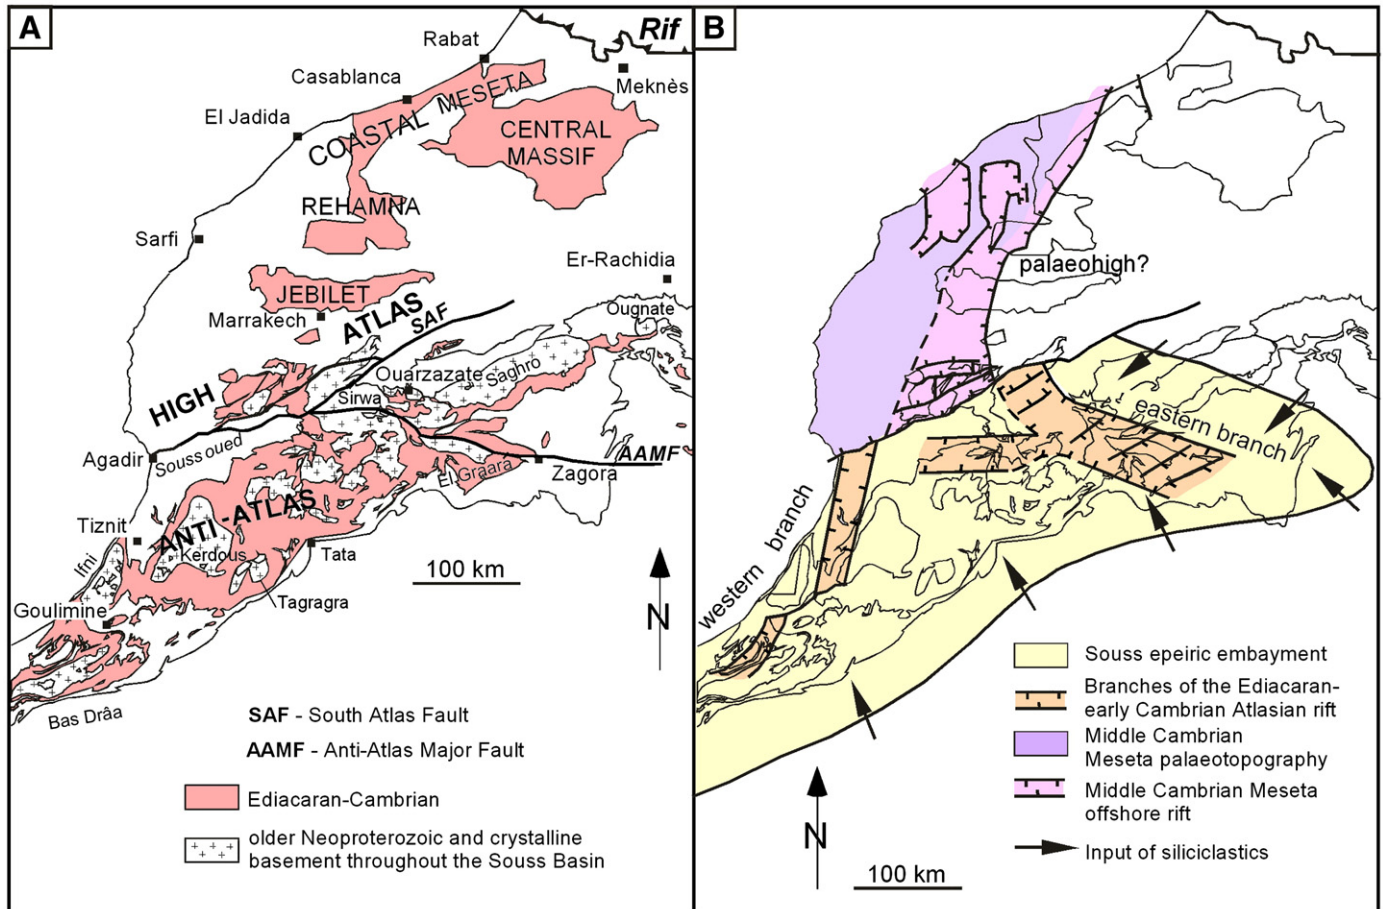 A
Rif
Rabat
Casablanca
Meknès
El Jadida
COASTAL MESETA
CENTRAL
MASSIF
REHAMNA
Sarfi
Er-Rachidia
JEBILET
Marrakech
ATLAS
SAF
Ougnate
HIGH
Ouarzazate
Saghro
Sirwa
Agadir
Souss oued
AAMF
El Graara
Zagora
ANTI-ATLAS
Tiznit
Kerdous
Tata
Ifni
Tagragra
Goulimine
Bas Drâa
100 km
N
SAF - South Atlas Fault
AAMF - Anti-Atlas Major Fault
Ediacaran-Cambrian
older Neoproterozoic and crystalline
basement throughout the Souss Basin
B
palaeohigh?
eastern branch
western branch
Souss epeiric embayment
Branches of the Ediacaran-
early Cambrian Atlasian rift
Middle Cambrian
Meseta palaeotopography
Middle Cambrian Meseta
offshore rift
Input of siliciclastics
N
100 km